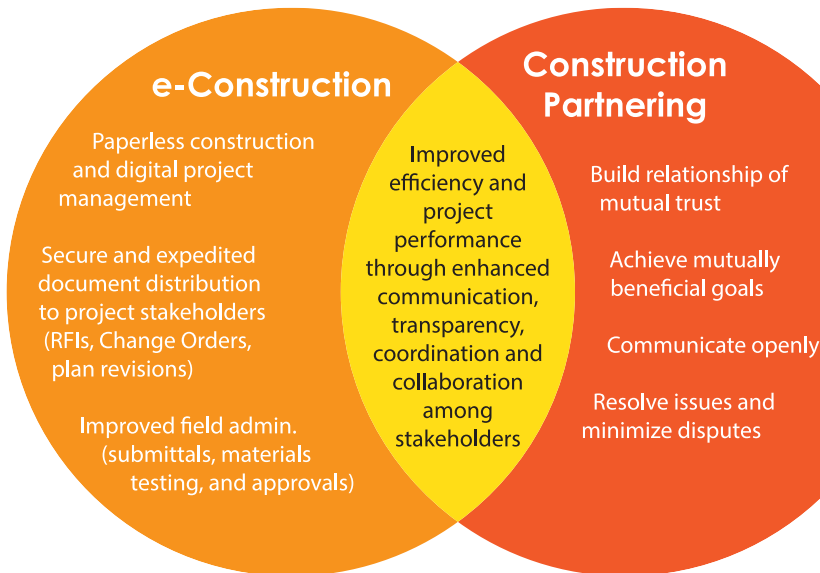 e-Construction
Paperless construction
and digital project
management
Secure and expedited
document distribution
to project stakeholders
(RFIs, Change Orders,
plan revisions)
Improved field admin.
(submittals, materials
testing, and approvals)
Improved
efficiency and
project
performance
through enhanced
communication,
transparency,
coordination and
collaboration
among
stakeholders
Construction
Partnering
Build relationship of
mutual trust
Achieve mutually
beneficial goals
Communicate openly
Resolve issues and
minimize disputes